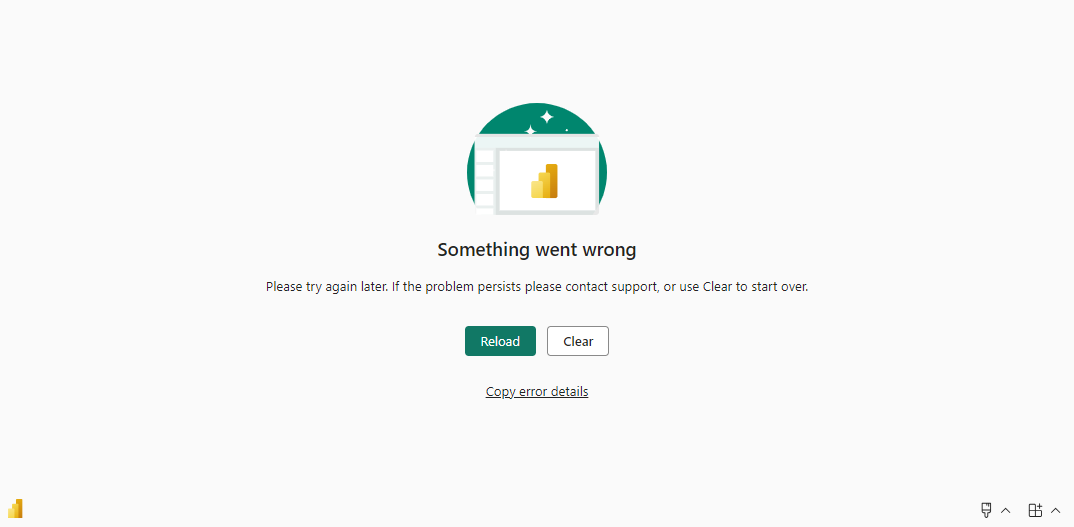 Something went wrong
Please try again later. If the problem persists please contact support, or use Clear to start over.
Reload
Clear
Copy error details